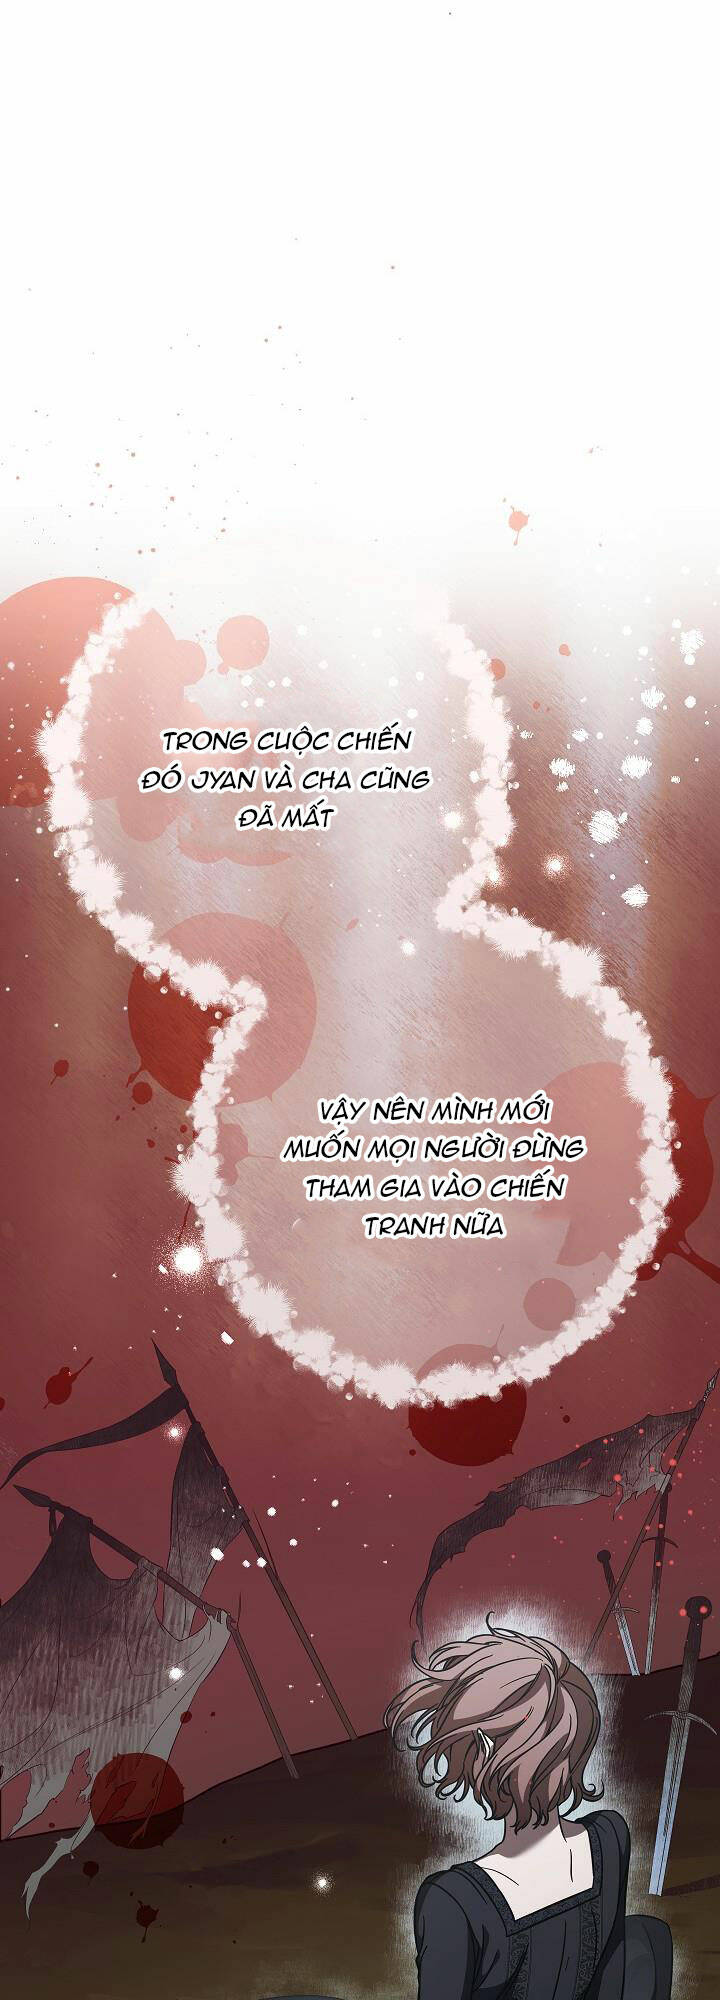 TRONG CUỘC CHIẾN
ĐÓ JYAN VÀ CHA CŨNG
ĐÃ MẤT
VẬY NÊN MÌNH MỚI
MUỐN MỌI NGƯỜI ĐỪNG
THAM GIA VÀO CHIẾN
TRANH NỮA